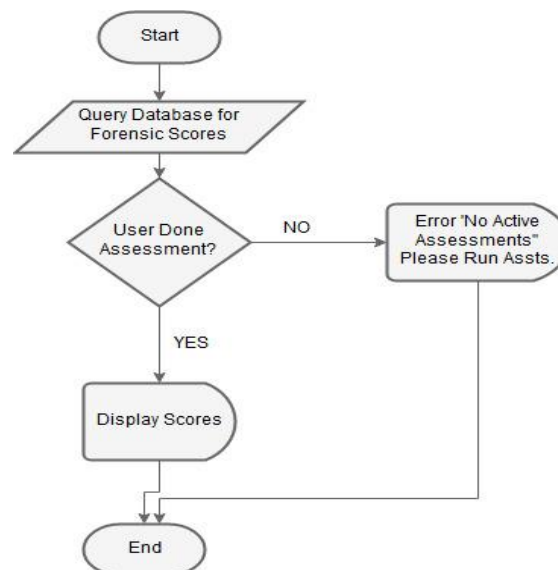 Start
Query Database for
Forensic Scores
User Done
Assessment?
NO
Error 'No Active
Assessments"
Please Run Assts.
YES
Display Scores
End